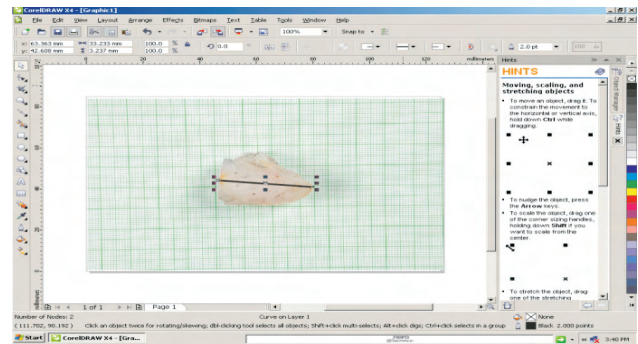 CorelDRAW X4 - [Graphic1]
File Edit View Layout Arrange Effects Bitmaps Text Table Tools Window Help
100% Snap to
x: 63.363 mm 33.233 mm 100.0 % 0.0 2.0 pt
y: 42.608 mm 3.237 mm 100.0 %
millimeters
Hints
HINTS
Moving, scaling, and
stretching objects
• To move an object, drag it. To
constrain the movement to
the horizontal or vertical axis,
hold down Ctrl while
dragging.
• To nudge the object, press
the Arrow keys.
• To scale the object, drag one
of the corner sizing handles,
holding down Shift if you
want to scale from the
center.
• To stretch the object, drag
one of the stretching
Object Manager
Hints
1 of 1 Page 1
Number of Nodes: 2 Curve on Layer 1 None
( 111.702, 90.192 ) Click an object twice for rotating/skewing; dbl-clicking tool selects all objects; Shift+click multi-selects; Alt+click digs; Ctrl+click selects in a group Black 2.000 points
Start CorelDRAW X4 - [Gra... 3:40 PM